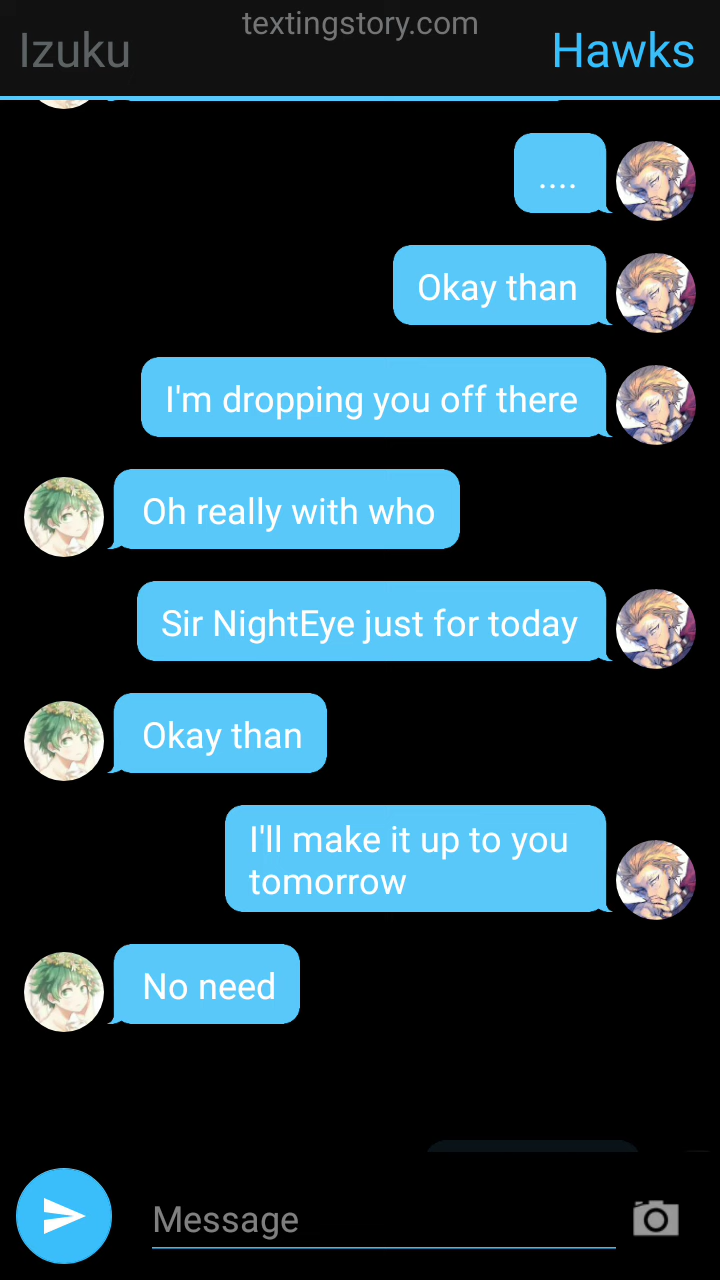 textingstory.com
Izuku
Hawks
....
Okay than
I'm dropping you off there
Oh really with who
Sir NightEye just for today
Okay than
I'll make it up to you
tomorrow
No need
Message